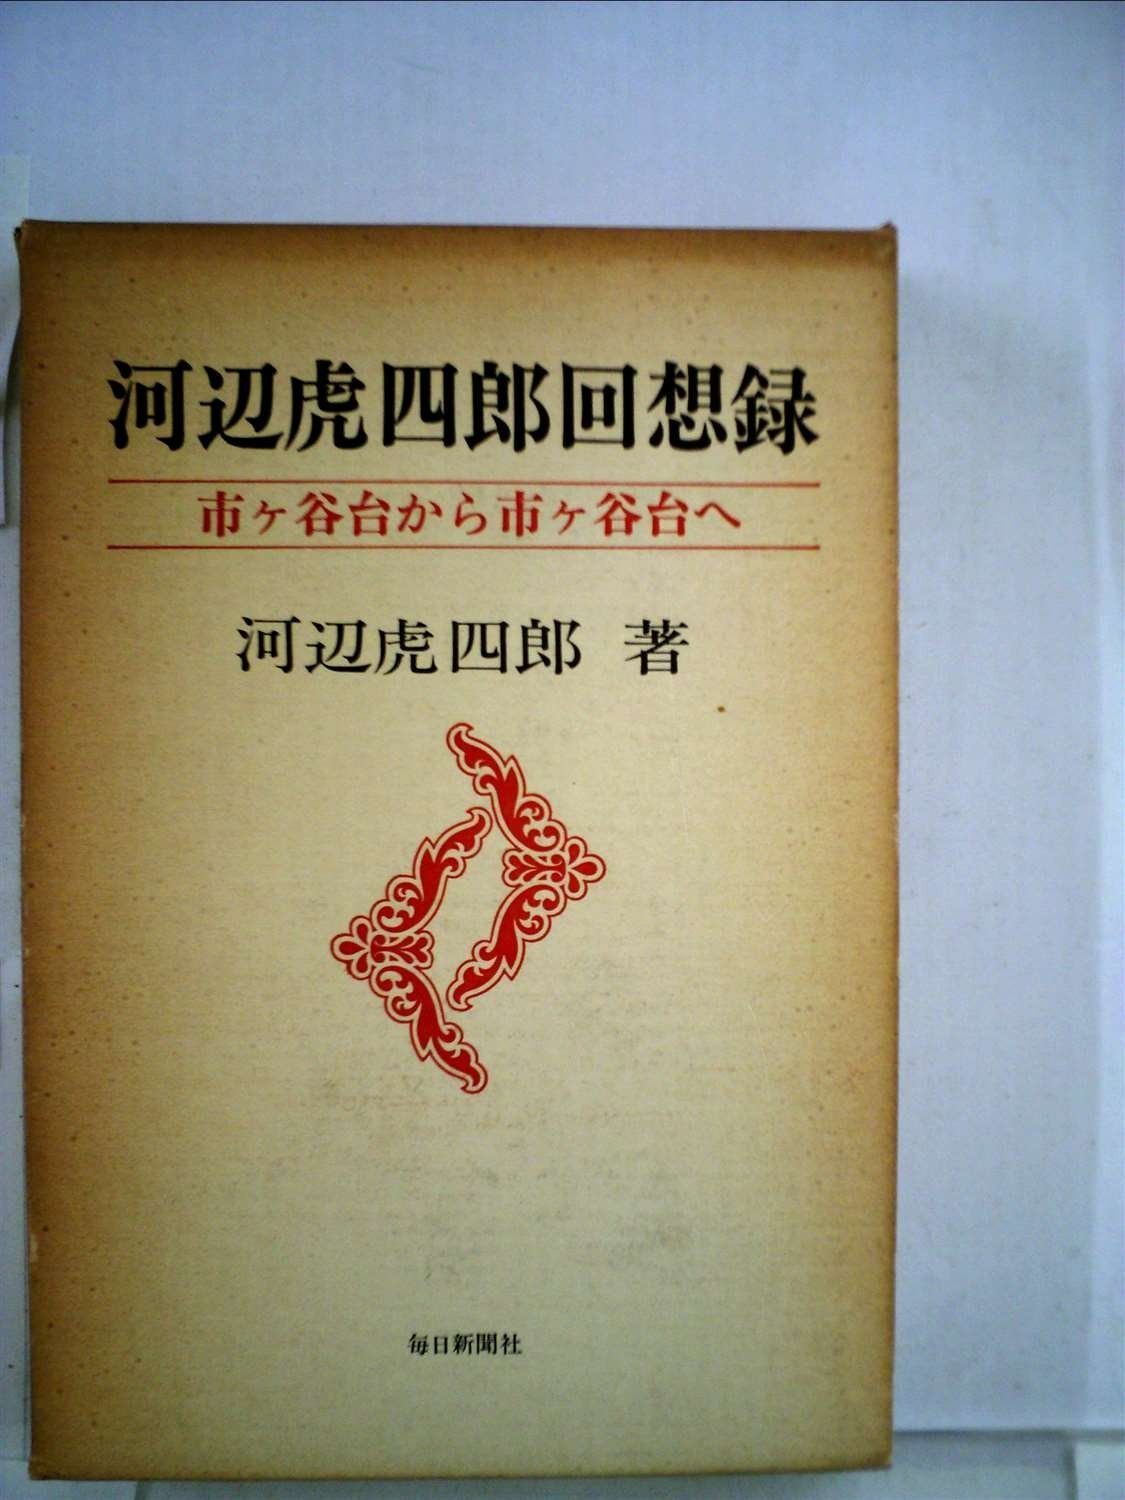 河辺虎四郎回想録
市ヶ谷台から市ヶ谷台へ
河辺虎四郎 著
毎日新聞社